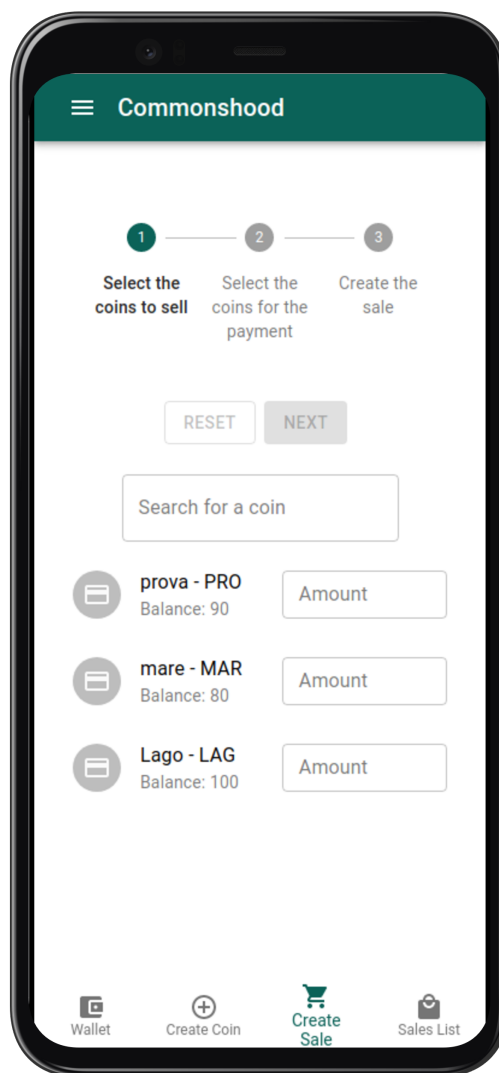 Commonshood
1
2
3
Select the
coins to sell
Select the
coins for the
payment
Create the
sale
RESET
NEXT
Search for a coin
prova - PRO
Balance: 90
Amount
mare - MAR
Balance: 80
Amount
Lago - LAG
Balance: 100
Amount
Wallet
Create Coin
Create
Sale
Sales List